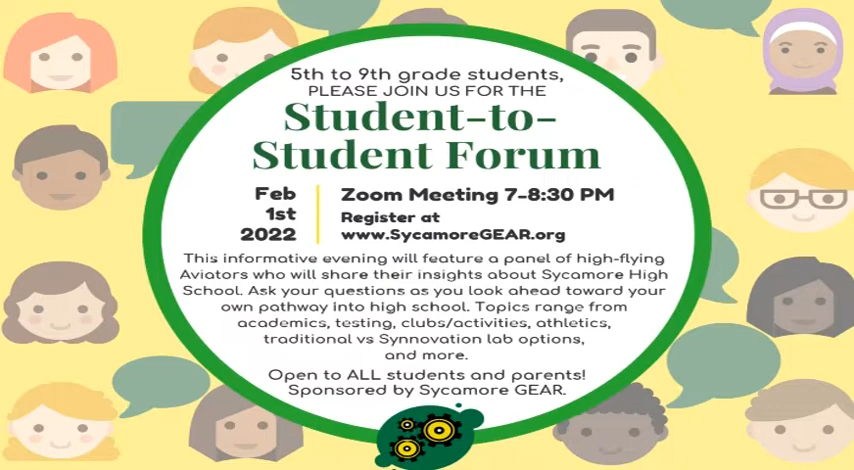 5th to 9th grade students,
PLEASE JOIN US FOR THE
Student-to-
Student Forum
Feb
1st
2022
Zoom Meeting 7-8:30 PM
Register at
www.SycamoreGEAR.org
This informative evening will feature a panel of high-flying
Aviators who will share their insights about Sycamore High
School. Ask your questions as you look ahead toward your
own pathway into high school. Topics range from
academics, testing, clubs/activities, athletics,
traditional vs Synnovation lab options,
and more.
Open to ALL students and parents!
Sponsored by Sycamore GEAR.